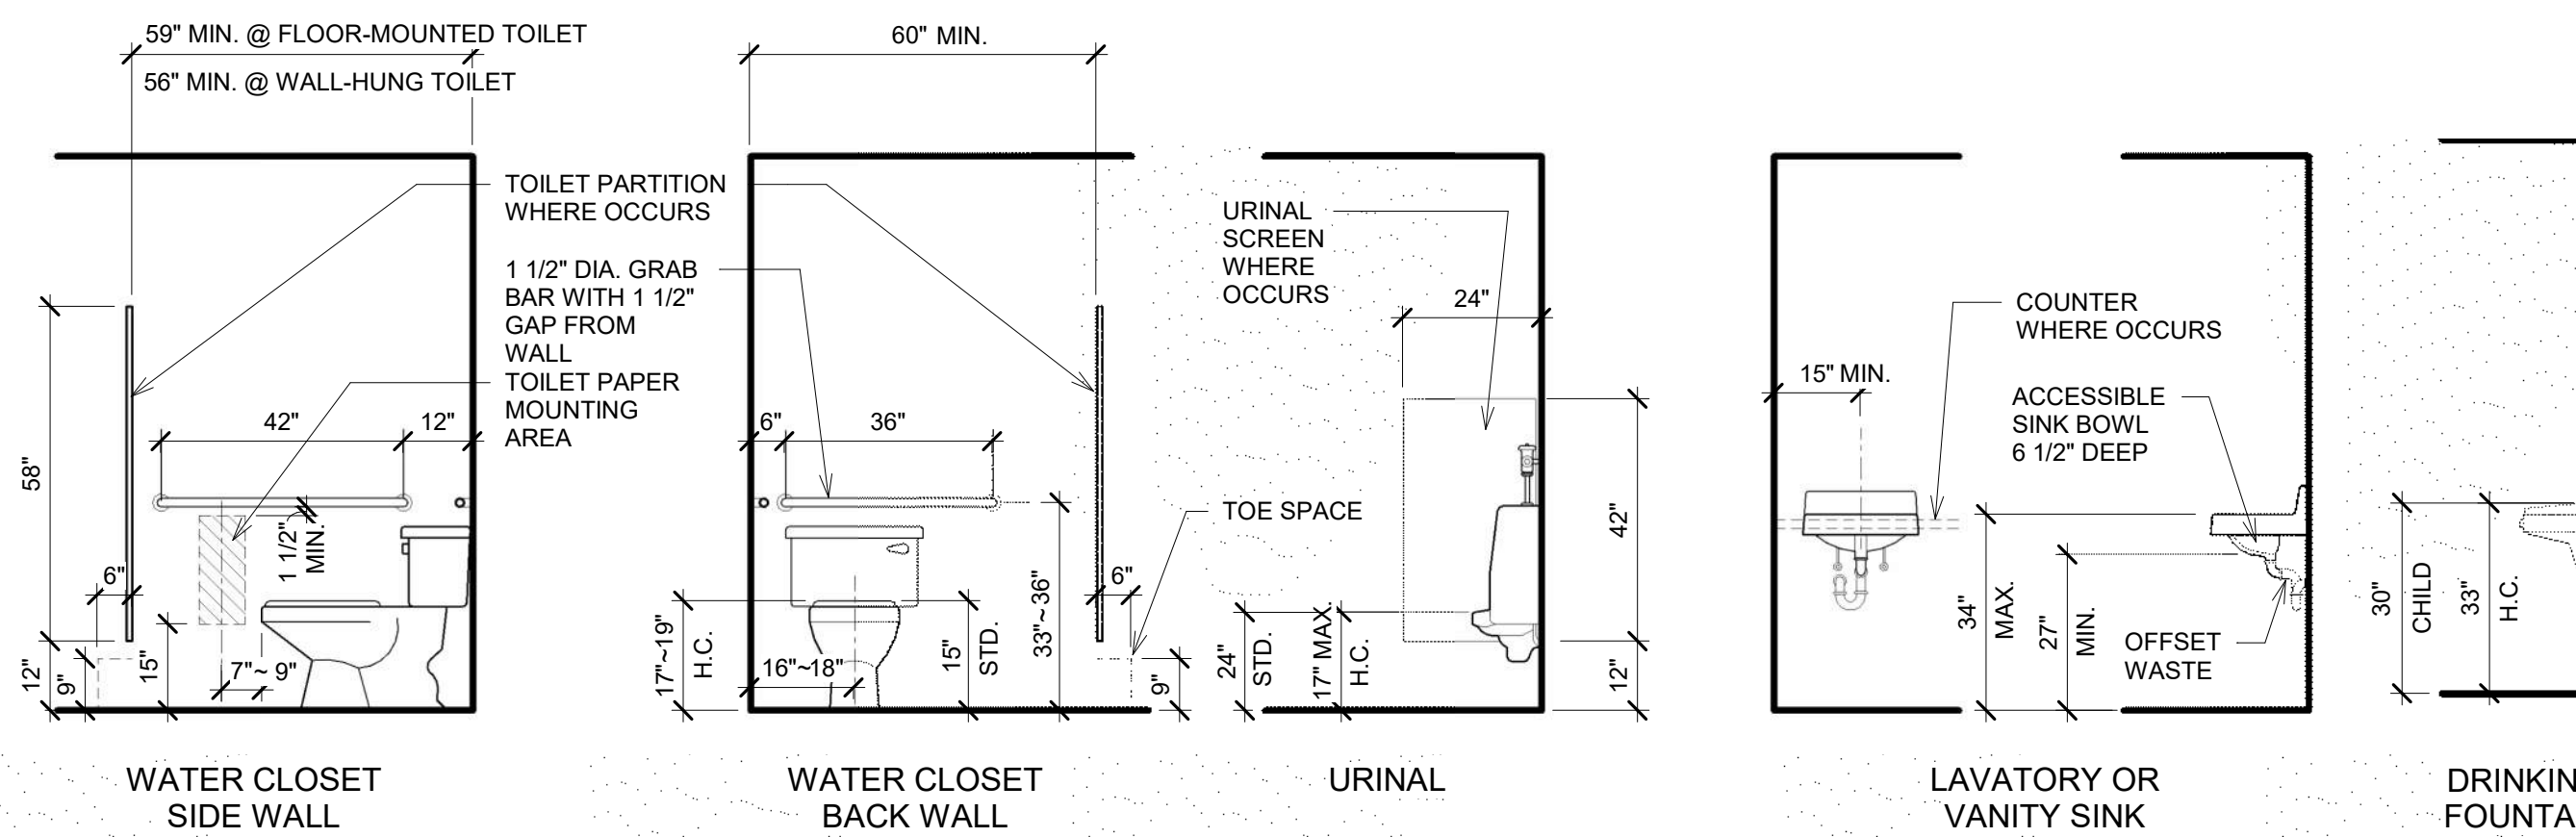 59" MIN. @ FLOOR-MOUNTED TOILET
56" MIN. @ WALL-HUNG TOILET
58"
12"
9"
6"
42"
12"
1 1/2"
MIN.
15"
7"~ 9"
WATER CLOSET
SIDE WALL
TOILET PARTITION
WHERE OCCURS
1 1/2" DIA. GRAB
BAR WITH 1 1/2"
GAP FROM
WALL
TOILET PAPER
MOUNTING
AREA
60" MIN.
6"
36"
17"~19"
H.C.
16"~18"
15"
STD.
33"~36"
6"
9"
TOE SPACE
WATER CLOSET
BACK WALL
URINAL
SCREEN
WHERE
OCCURS
24"
24"
STD.
17" MAX.
H.C.
42"
12"
URINAL
15" MIN.
COUNTER
WHERE OCCURS
ACCESSIBLE
SINK BOWL
6 1/2" DEEP
34"
MAX.
27"
MIN.
OFFSET
WASTE
LAVATORY OR
VANITY SINK
30"
CHILD
33"
H.C.
DRINKIN
FOUNTA